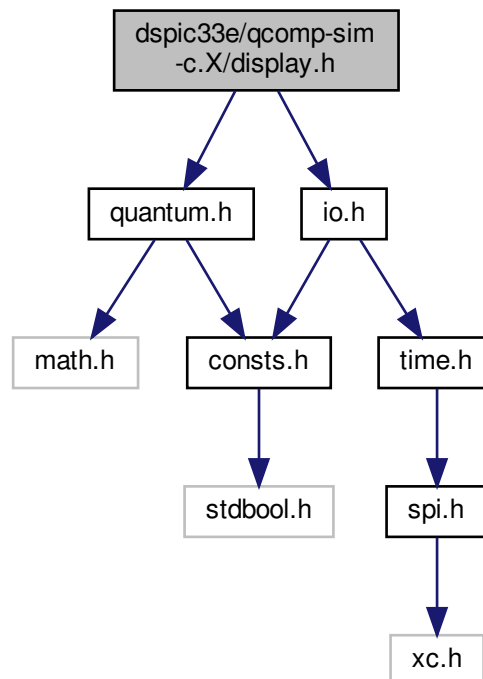 dspic33e/qcomp-sim
-c.X/display.h
quantum.h
io.h
math.h
consts.h
time.h
stdbool.h
spi.h
xc.h